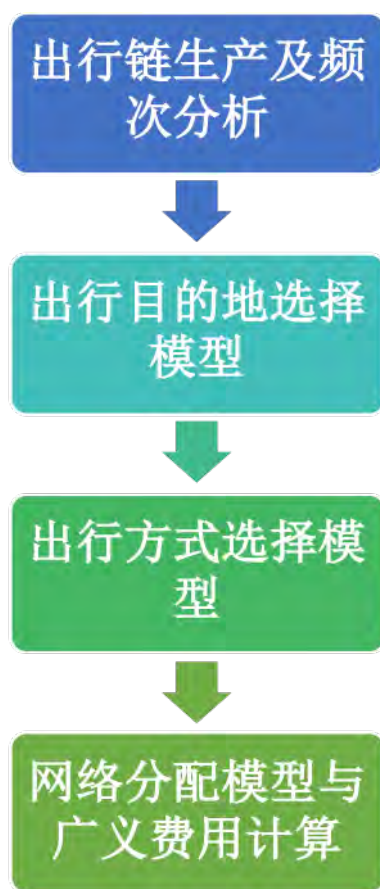 出行链生产及频
次分析
出行目的地选择
模型
出行方式选择模
型
网络分配模型与
广义费用计算